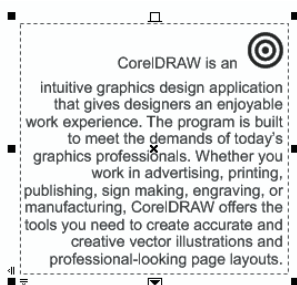 CorelDRAW is an
intuitive graphics design application
that gives designers an enjoyable
work experience. The program is built
to meet the demands of today's
graphics professionals. Whether you
work in advertising, printing,
publishing, sign making, engraving, or
manufacturing, CorelDRAW offers the
tools you need to create accurate and
creative vector illustrations and
professional-looking page layouts.